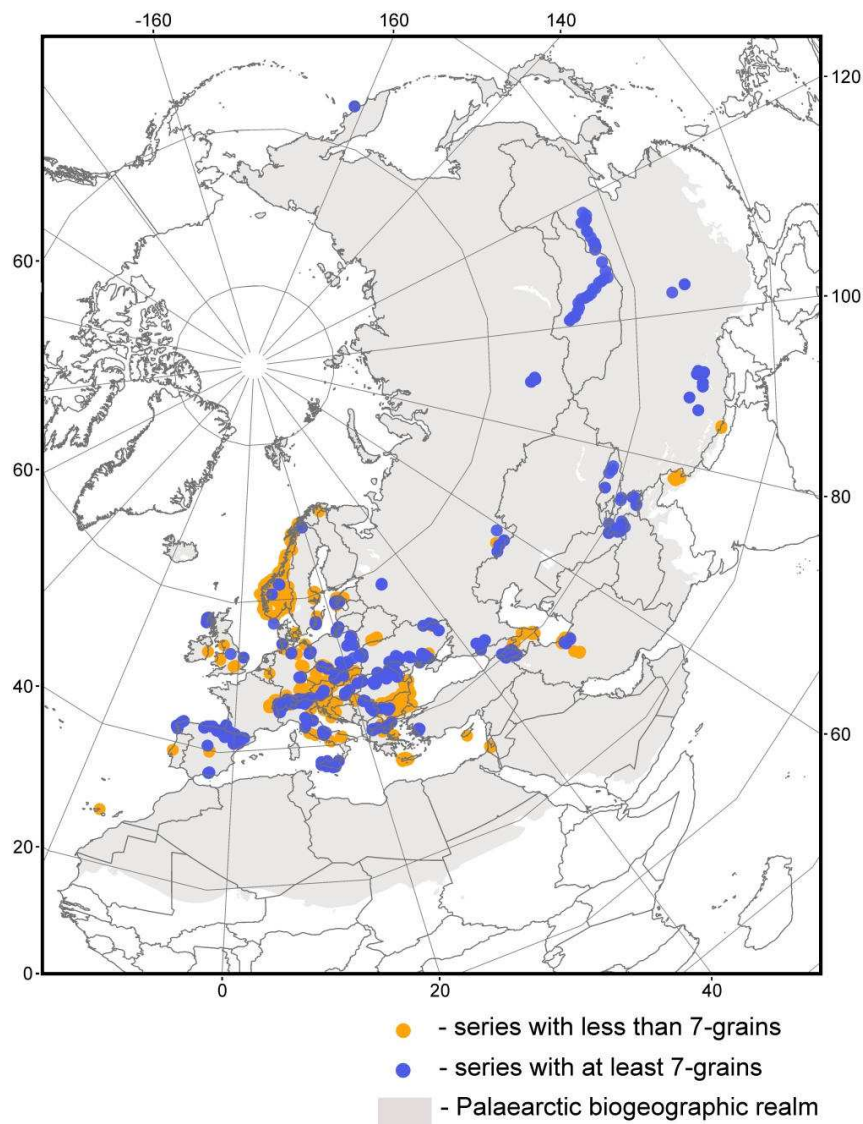 -160 160 140
120
60
100
60
80
40
60
20
0
0 20 40
- series with less than 7-grains
- series with at least 7-grains
- Palaearctic biogeographic realm